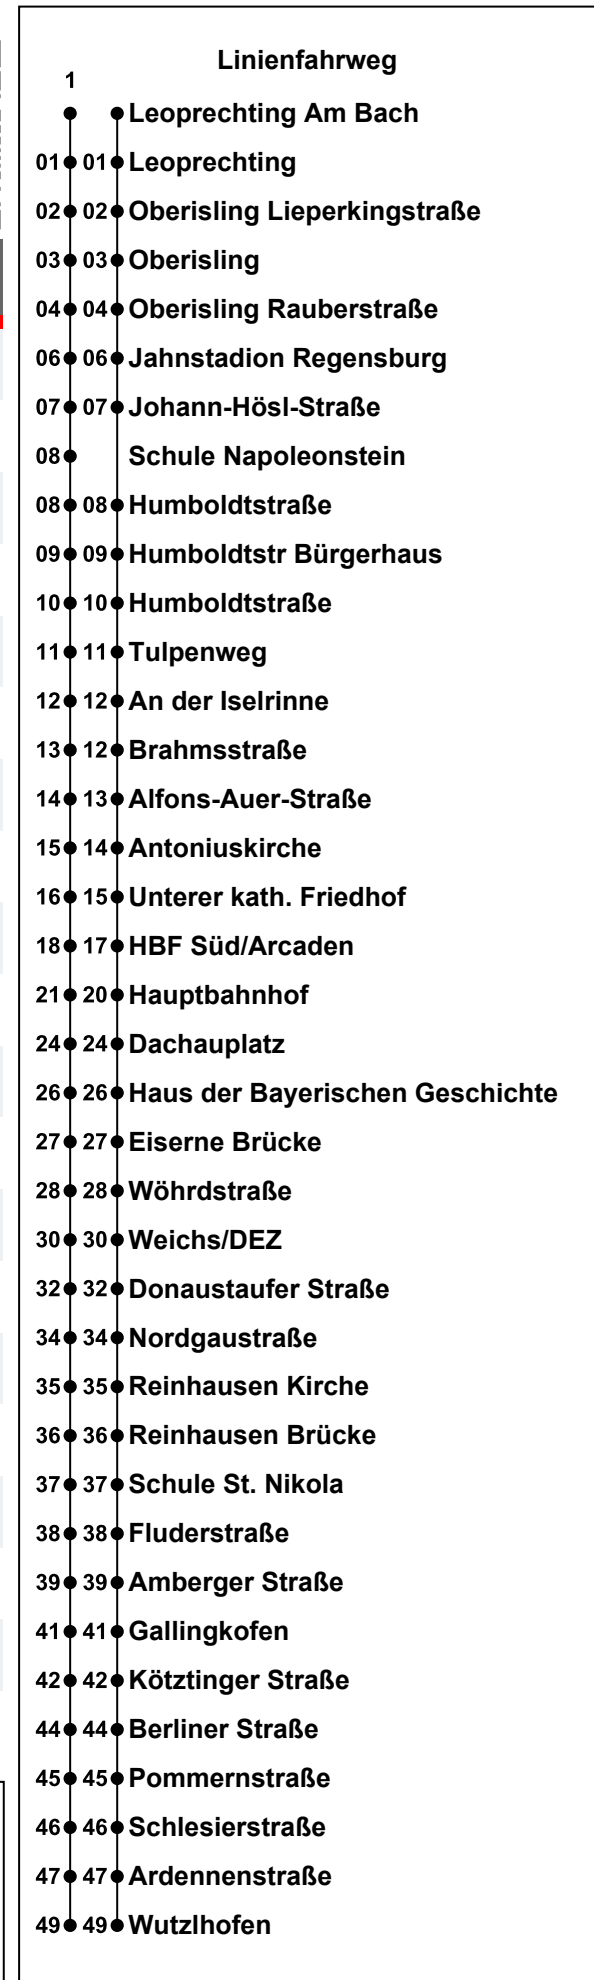 Linienfahrweg
1
Leoprechting Am Bach
01 01 Leoprechting
02 02 Oberisling Lieperkingstraße
03 03 Oberisling
04 04 Oberisling Rauberstraße
06 06 Jahnstadion Regensburg
07 07 Johann-Hösl-Straße
08 Schule Napoleonstein
08 08 Humboldtstraße
09 09 Humboldtstr Bürgerhaus
10 10 Humboldtstraße
11 11 Tulpenweg
12 12 An der Iselrinne
13 12 Brahmsstraße
14 13 Alfons-Auer-Straße
15 14 Antoniuskirche
16 15 Unterer kath. Friedhof
18 17 HBF Süd/Arcaden
21 20 Hauptbahnhof
24 24 Dachauplatz
26 26 Haus der Bayerischen Geschichte
27 27 Eiserne Brücke
28 28 Wöhrdstraße
30 30 Weichs/DEZ
32 32 Donaustaufer Straße
34 34 Nordgaustraße
35 35 Reinhausen Kirche
36 36 Reinhausen Brücke
37 37 Schule St. Nikola
38 38 Fluderstraße
39 39 Amberger Straße
41 41 Gallingkofen
42 42 Kötztinger Straße
44 44 Berliner Straße
45 45 Pommernstraße
46 46 Schlesierstraße
47 47 Ardennenstraße
49 49 Wutzlhofen